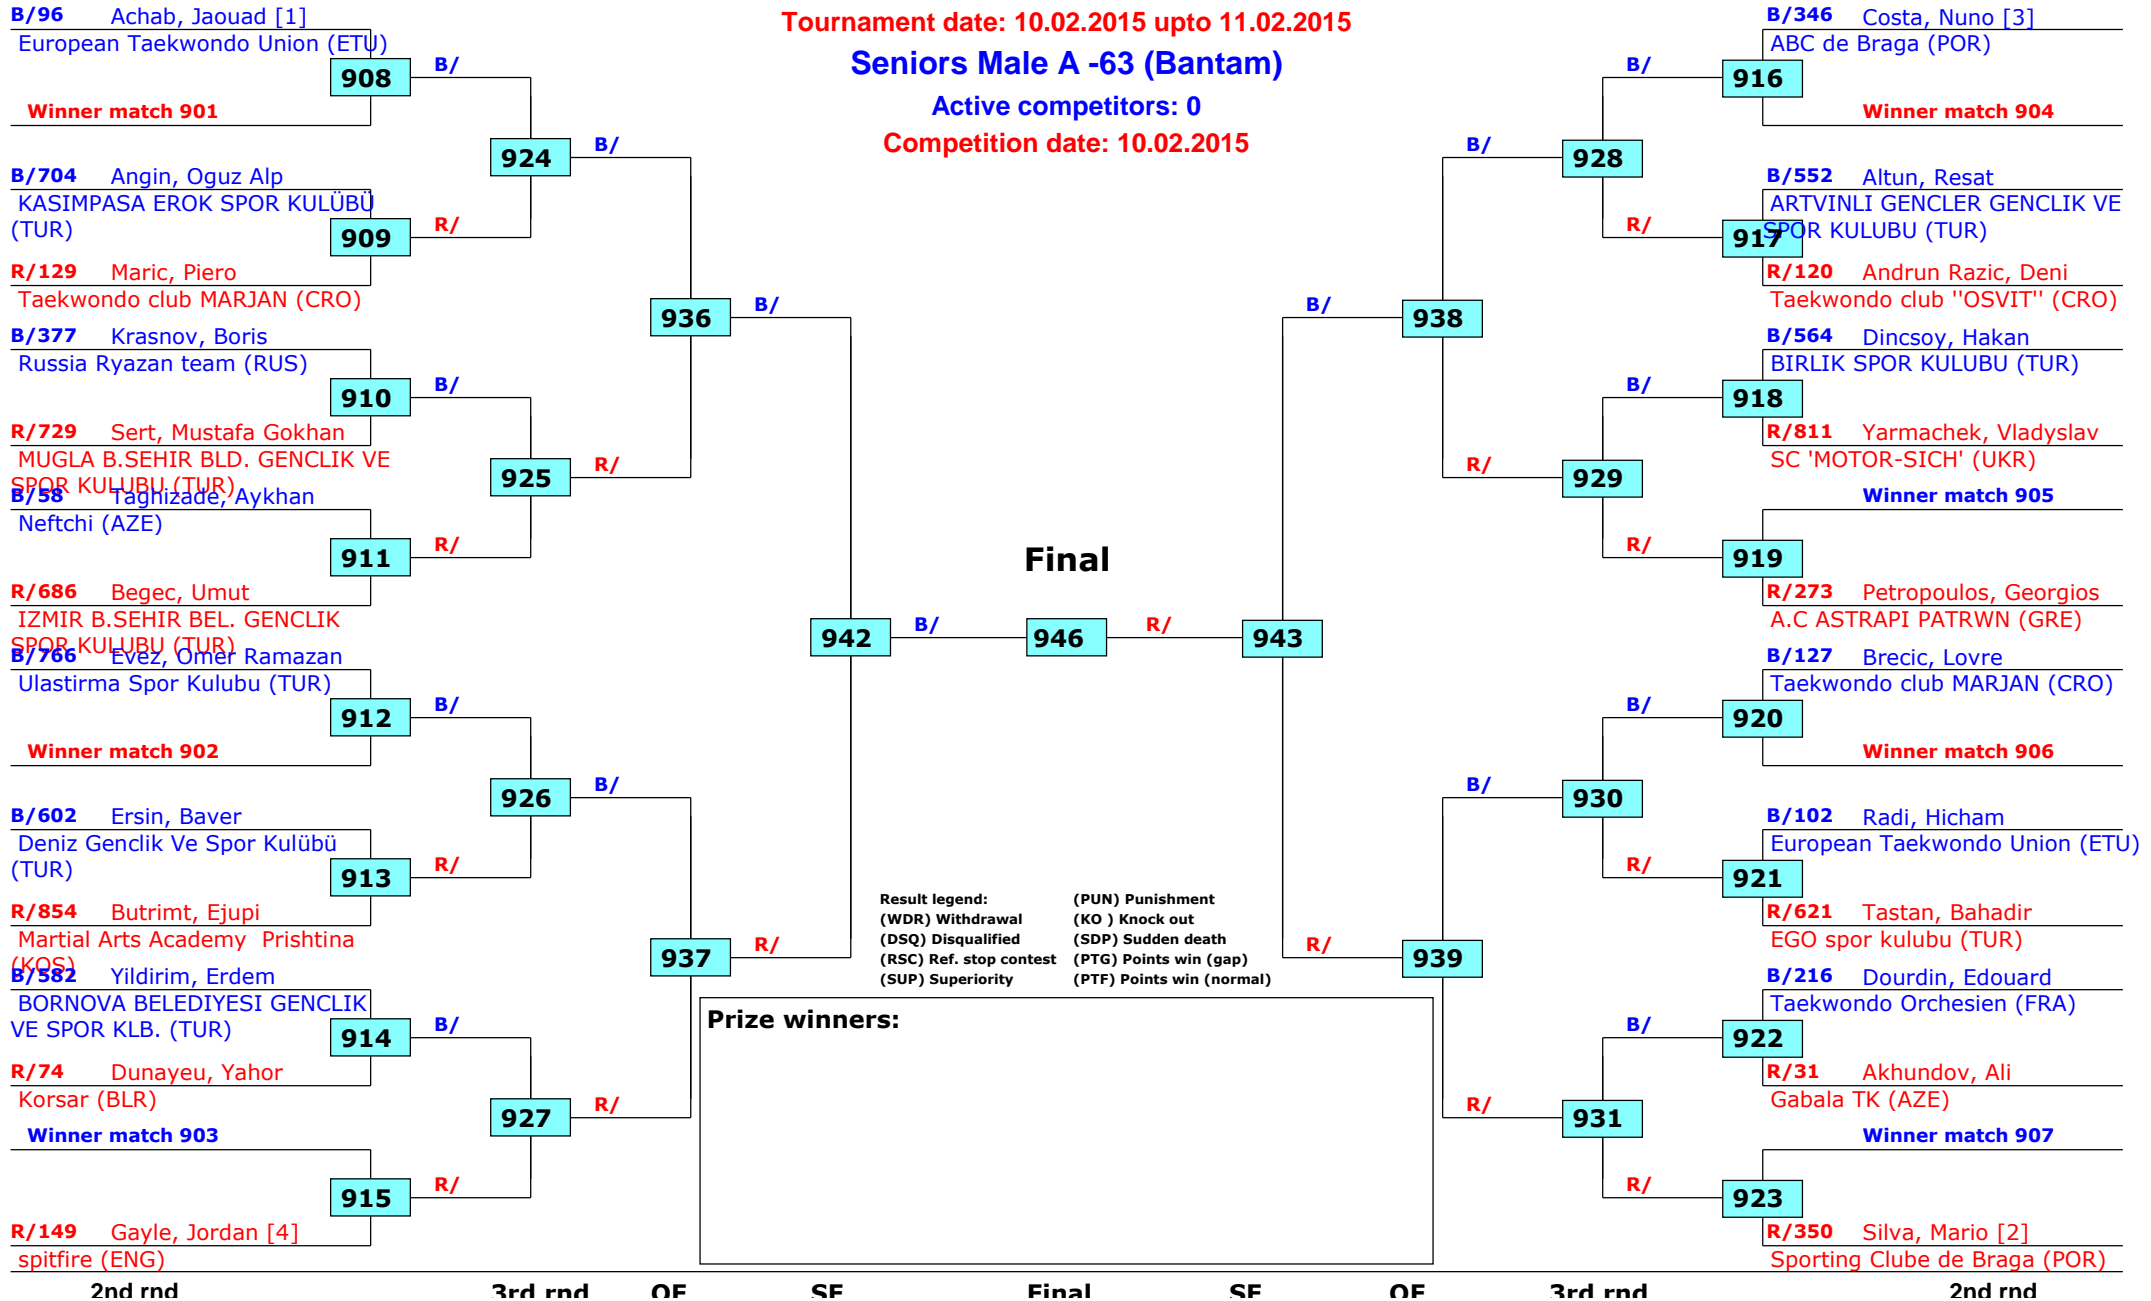 Tournament date: 10.02.2015 upto 11.02.2015
Seniors Male A -63 (Bantam)
Active competitors: 0
Competition date: 10.02.2015
B/96 Achab, Jaouad [1]
European Taekwondo Union (ETU)
908
B/
Winner match 901
924
B/
B/704 Angin, Oguz Alp
KASIMPASA EROK SPOR KULÜBÜ
(TUR)
909
R/
R/129 Maric, Piero
Taekwondo club MARJAN (CRO)
936
B/
B/377 Krasnov, Boris
Russia Ryazan team (RUS)
910
B/
R/729 Sert, Mustafa Gokhan
MUGLA B.SEHIR BLD. GENCLIK VE
SPOR KULUBU (TUR)
925
R/
B/58 Taghizade, Aykhan
Neftchi (AZE)
911
R/
R/686 Begec, Umut
IZMIR B.SEHIR BEL. GENCLIK
SPOR KULUBU (TUR)
942
B/
B/766 Evez, Omer Ramazan
Ulastirma Spor Kulubu (TUR)
912
B/
Winner match 902
926
B/
B/602 Ersin, Baver
Deniz Genclik Ve Spor Kulübü
(TUR)
913
R/
R/854 Butrimt, Ejupi
Martial Arts Academy Prishtina
(KOS)
937
R/
B/582 Yildirim, Erdem
BORNOVA BELEDIYESI GENCLIK
VE SPOR KLB. (TUR)
914
B/
R/74 Dunayeu, Yahor
Korsar (BLR)
927
R/
Winner match 903
915
R/
R/149 Gayle, Jordan [4]
spitfire (ENG)
Final
946
R/
943
Result legend: (PUN) Punishment
(WDR) Withdrawal (KO ) Knock out
(DSQ) Disqualified (SDP) Sudden death
(RSC) Ref. stop contest (PTG) Points win (gap)
(SUP) Superiority (PTF) Points win (normal)
Prize winners:
B/346 Costa, Nuno [3]
ABC de Braga (POR)
B/
916
Winner match 904
B/
928
B/552 Altun, Resat
ARTVINLI GENCLER GENCLIK VE
SPOR KULUBU (TUR)
R/
917
R/120 Andrun Razic, Deni
Taekwondo club ''OSVIT'' (CRO)
B/
938
B/564 Dincsoy, Hakan
BIRLIK SPOR KULUBU (TUR)
B/
918
R/811 Yarmachek, Vladyslav
SC 'MOTOR-SICH' (UKR)
R/
929
Winner match 905
R/
919
R/273 Petropoulos, Georgios
A.C ASTRAPI PATRWN (GRE)
B/127 Brecic, Lovre
Taekwondo club MARJAN (CRO)
B/
920
Winner match 906
B/
930
B/102 Radi, Hicham
European Taekwondo Union (ETU)
R/
921
R/621 Tastan, Bahadir
EGO spor kulubu (TUR)
R/
939
B/216 Dourdin, Edouard
Taekwondo Orchesien (FRA)
B/
922
R/31 Akhundov, Ali
Gabala TK (AZE)
R/
931
Winner match 907
R/
923
R/350 Silva, Mario [2]
Sporting Clube de Braga (POR)
2nd rnd 3rd rnd QF SF Final SF QF 3rd rnd 2nd rnd